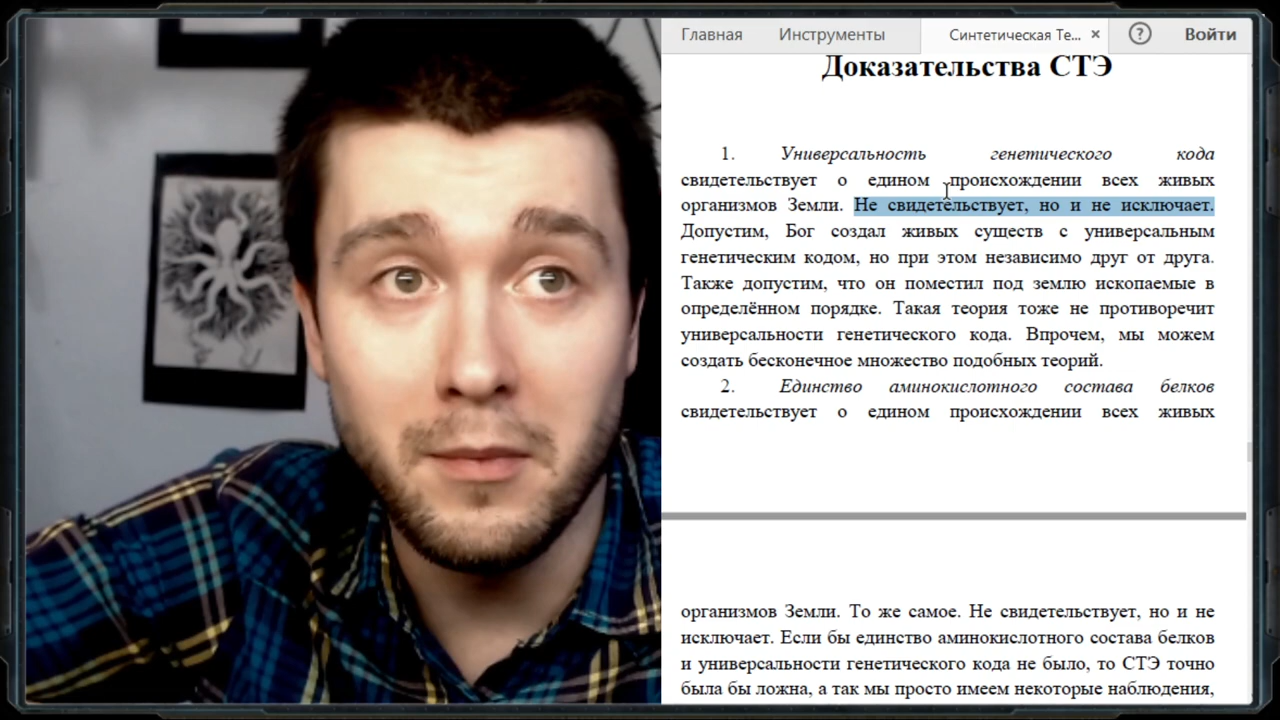 Главная Инструменты Синтетическая Те... × ? Войти
Доказательства СТЭ
1. Универсальность генетического кода
свидетельствует о едином происхождении всех живых
организмов Земли. Не свидетельствует, но и не исключает.
Допустим, Бог создал живых существ с универсальным
генетическим кодом, но при этом независимо друг от друга.
Также допустим, что он поместил под землю ископаемые в
определённом порядке. Такая теория тоже не противоречит
универсальности генетического кода. Впрочем, мы можем
создать бесконечное множество подобных теорий.
2. Единство аминокислотного состава белков
свидетельствует о едином происхождении всех живых
организмов Земли. То же самое. Не свидетельствует, но и не
исключает. Если бы единство аминокислотного состава белков
и универсальности генетического кода не было, то СТЭ точно
была бы ложна, а так мы просто имеем некоторые наблюдения,